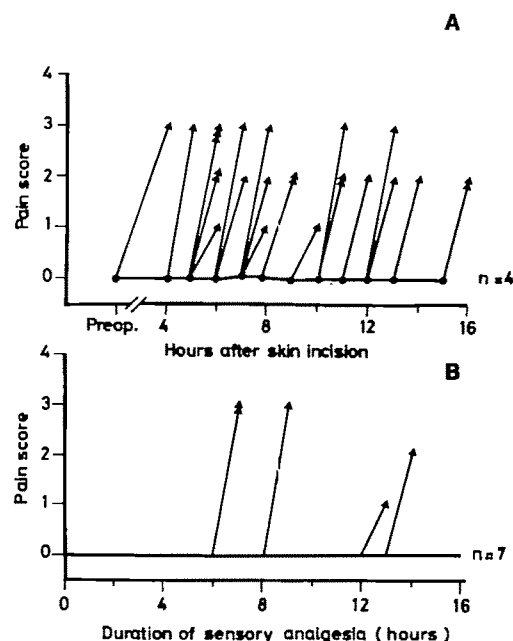 A
4
3
2
1
0
Pain score
n = 4
Preop. 4 8 12 16
Hours after skin incision
B
4
3
2
1
0
Pain score
n = 7
0 4 8 12 16
Duration of sensory analgesia ( hours )